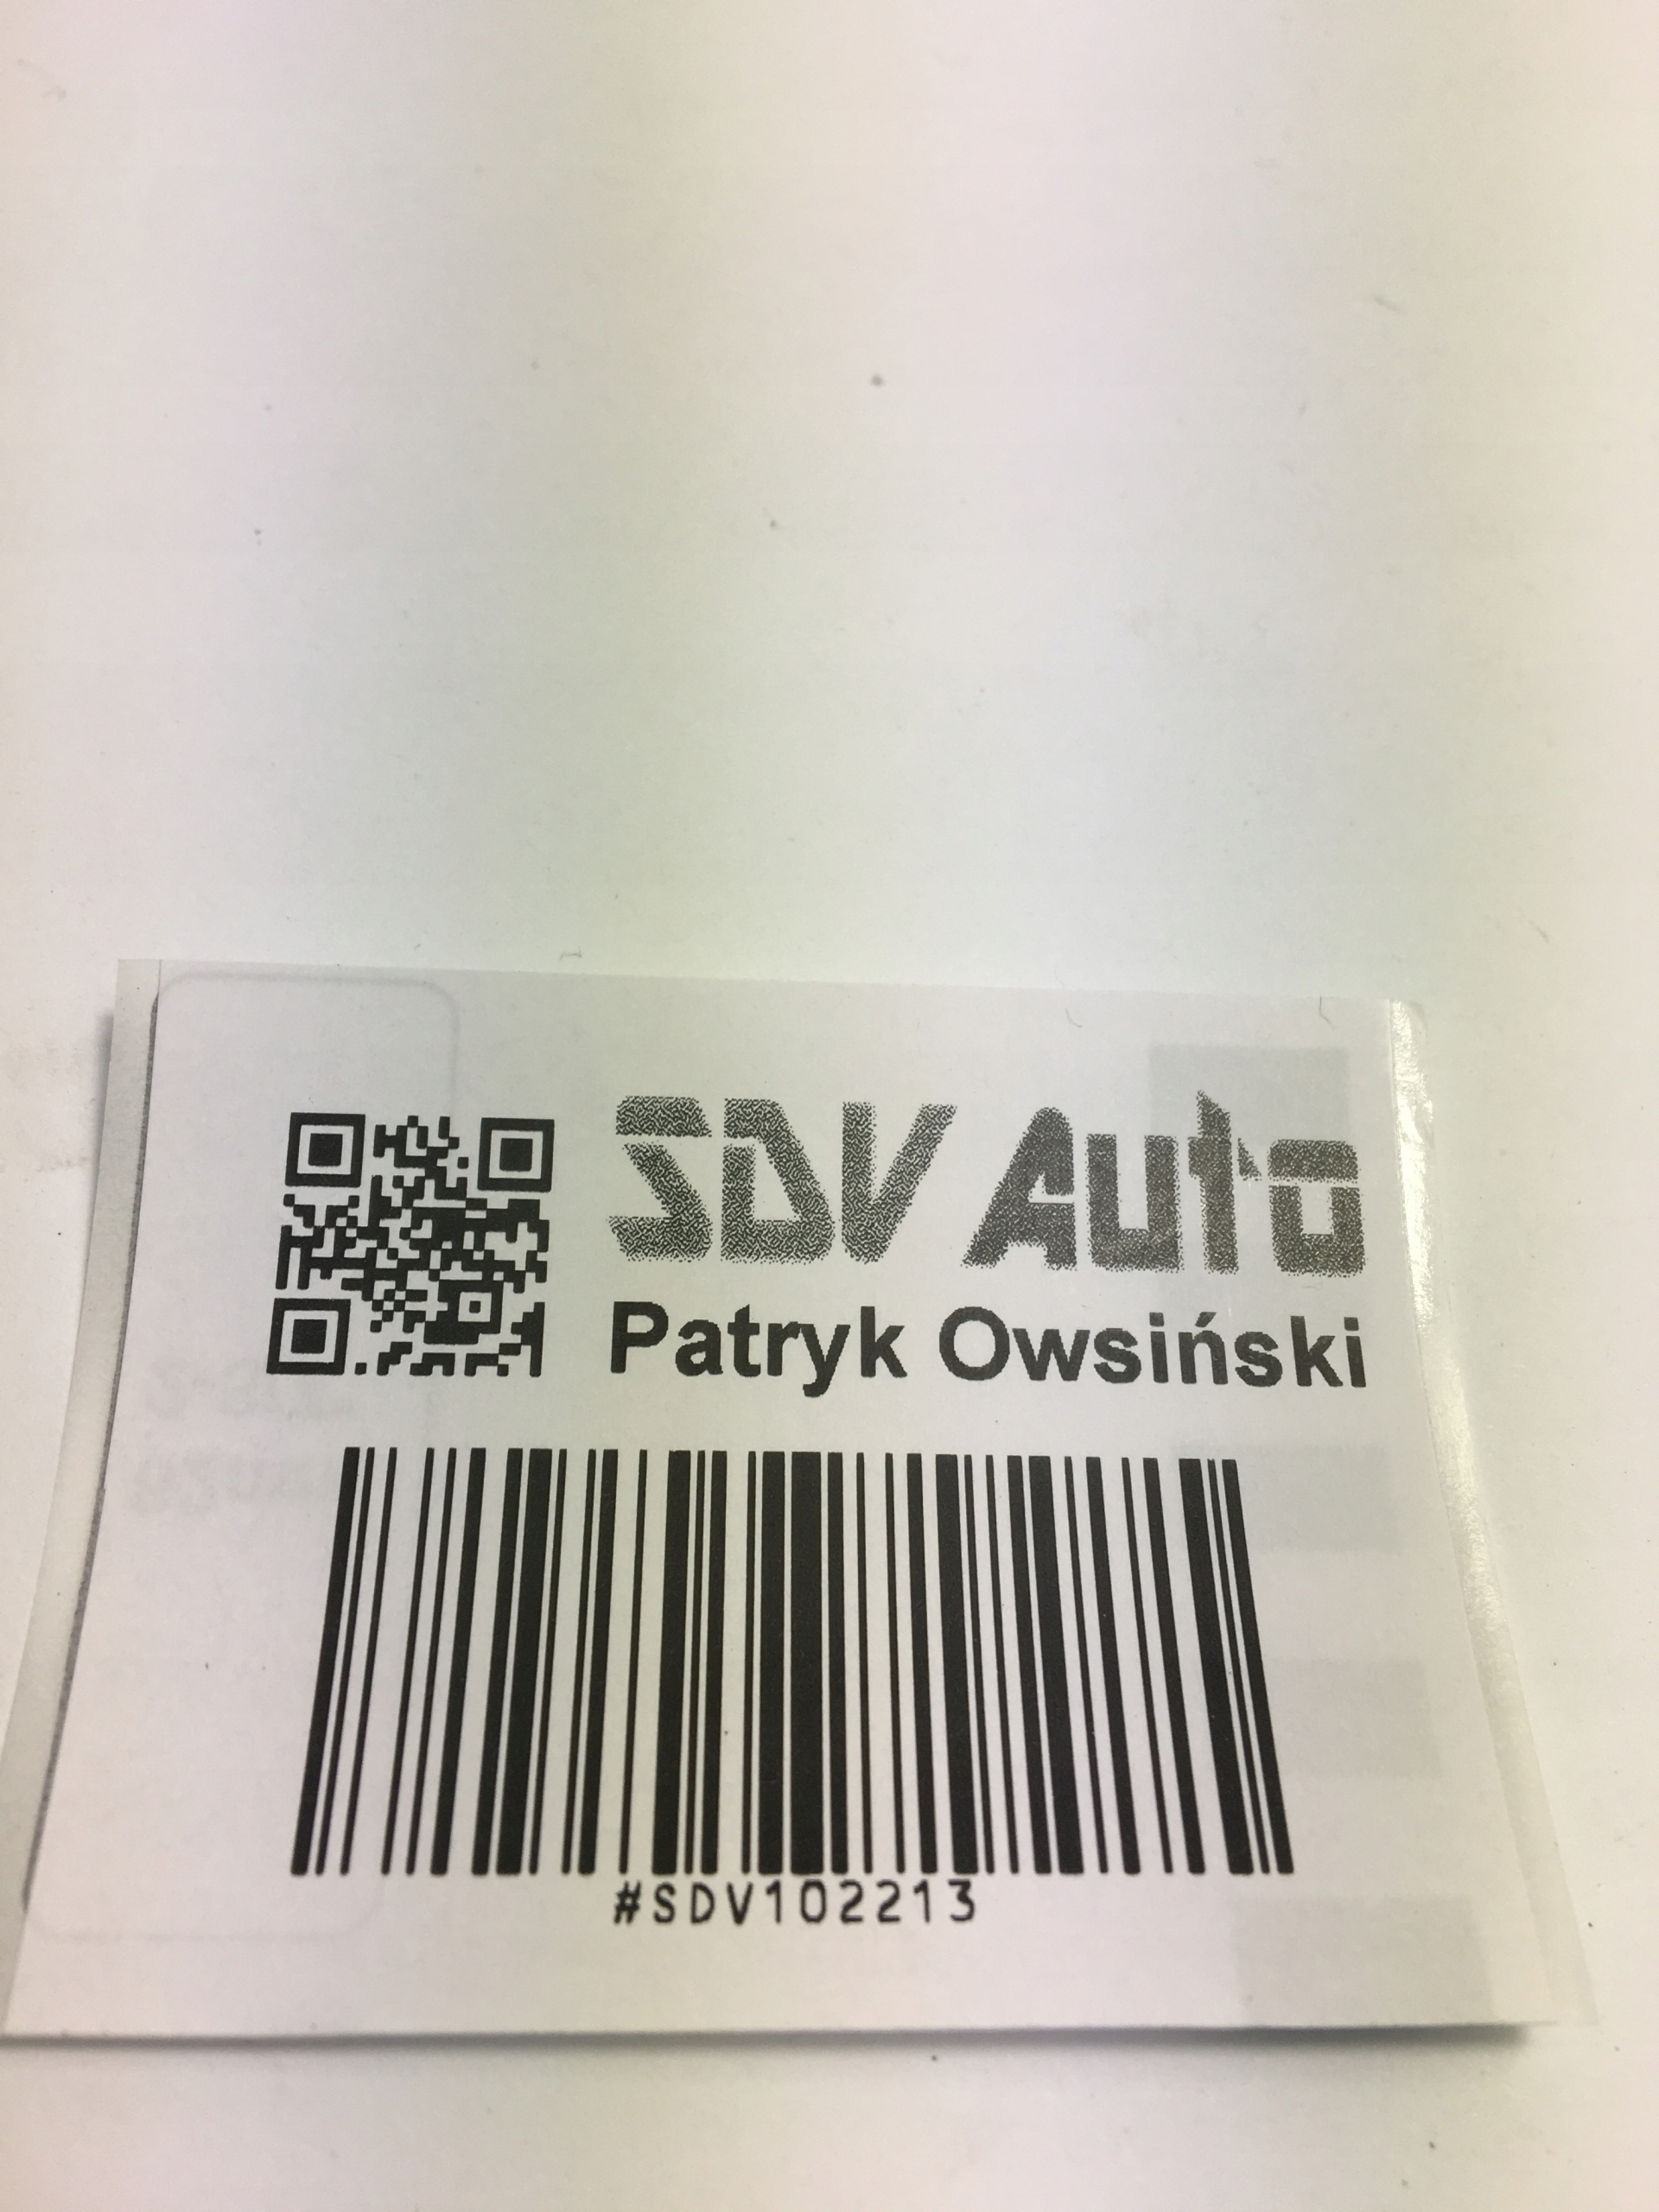 SDV Auto
Patryk Owsiński
#SDV102213